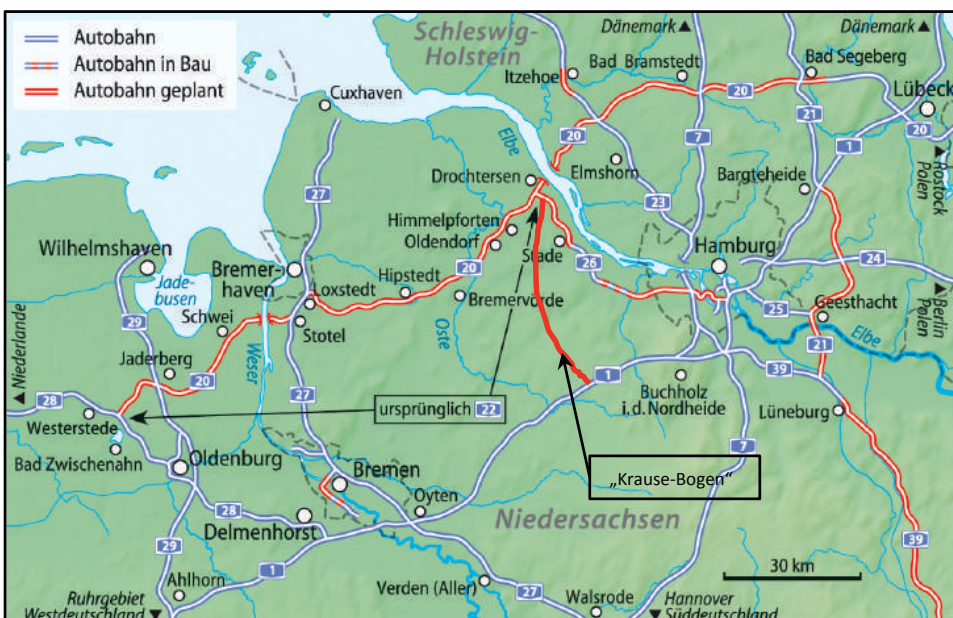 Autobahn
Autobahn in Bau
Autobahn geplant
Schleswig-
Holstein
Dänemark
Dänemark
Itzehoe
Bad Bramstedt
Bad Segeberg
Lübeck
Cuxhaven
20
20
21
20
7
1
Elbe
Rostock
Polen
Elmshorn
Bargteheide
Drochtersen
27
23
Himmelpforten
Oldendorf
Stade
Hamburg
Wilhelmshaven
Bremer-
haven
Jade-
busen
Hipstedt
20
26
24
Loxstedt
Bremervörde
25
Geesthacht
Berlin
Polen
Schwei
Stotel
Elbe
29
Oste
21
Niederlande
Jaderberg
Weser
39
20
27
1
28
ursprünglich 22
Buchholz
i.d. Nordheide
Lüneburg
Westerstede
7
Bad Zwischenahn
Oldenburg
Bremen
„Krause-Bogen“
Oyten
28
Delmenhorst
Niedersachsen
29
39
1
30 km
Ahlhorn
Verden (Aller)
27
Walsrode
Ruhrgebiet
Westdeutschland
Hannover
Süddeutschland